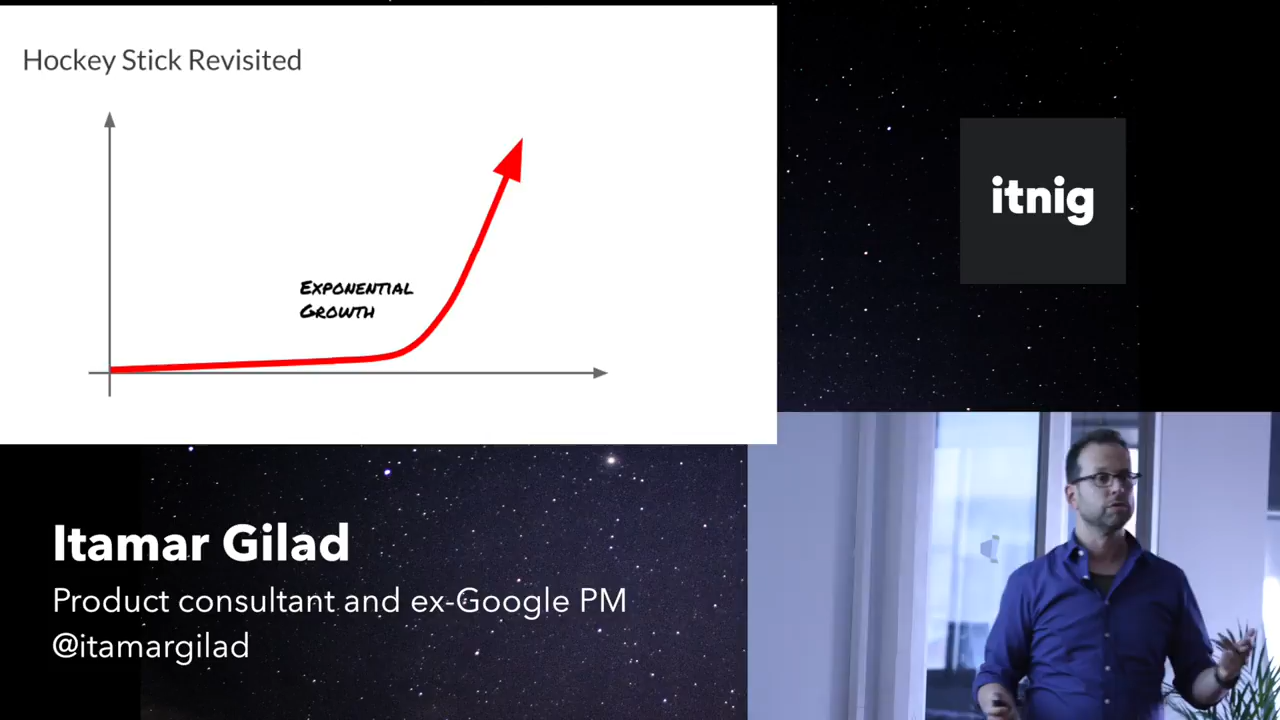 Hockey Stick Revisited
Exponential
Growth
itnig
Itamar Gilad
Product consultant and ex-Google PM
@itamargilad